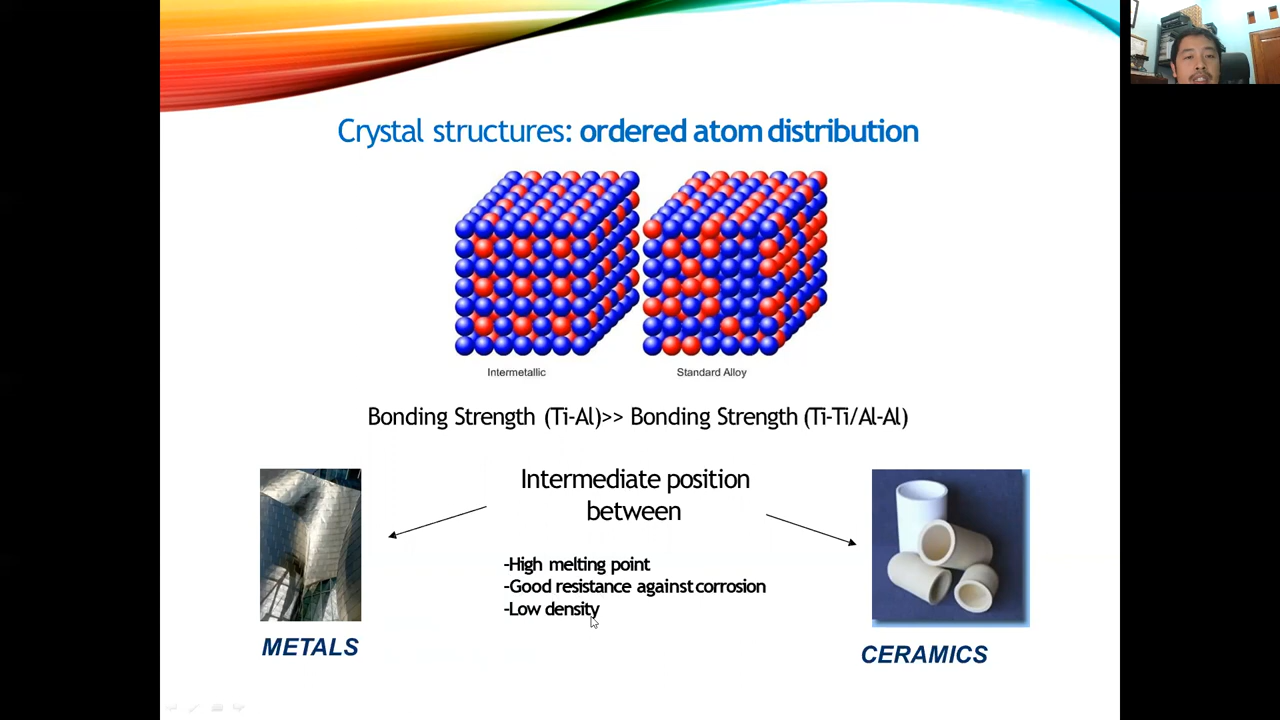 Crystal structures: ordered atom distribution
Intermetallic
Standard Alloy
Bonding Strength (Ti-Al)>> Bonding Strength (Ti-Ti/Al-Al)
Intermediate position
between
-High melting point
-Good resistance against corrosion
-Low density
METALS
CERAMICS